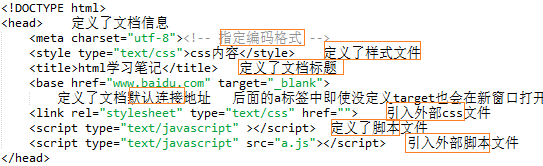 <!DOCTYPE html>
<head> 定义了文档信息
<meta charset="utf-8"><!-- 指定编码格式 -->
<style type="text/css">css内容</style> 定义了样式文件
<title>html学习笔记</title> 定义了文档标题
<base href="www.baidu.com" target="_blank">
定义了文档默认连接地址 后面的a标签中即使没定义target也会在新窗口打开
<link rel="stylesheet" type="text/css" href=""> 引入外部css文件
<script type="text/javascript" ></script> 定义了脚本文件
<script type="text/javascript" src="a.js"></script> 引入外部脚本文件
</head>